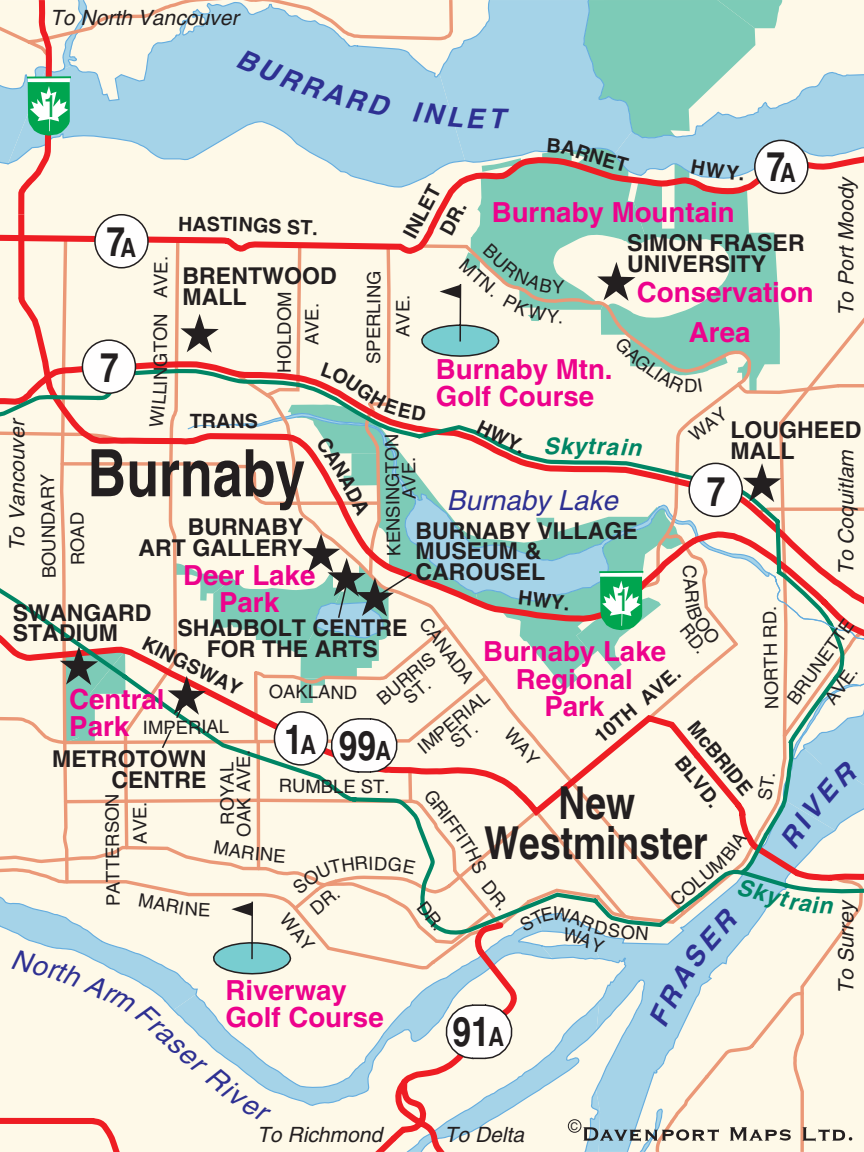 To North Vancouver
1
BURRARD INLET
BARNET HWY.
7A
To Port Moody
INLET DR.
Burnaby Mountain
7A
HASTINGS ST.
SIMON FRASER
UNIVERSITY
Conservation
Area
BURNABY
MTN. PKWY.
WILLINGTON AVE.
BRENTWOOD
MALL
HOLDOM
AVE.
SPERLING
AVE.
GAGLIARDI
WAY
Burnaby Mtn.
Golf Course
7
LOUGHEED HWY.
Skytrain
TRANS CANADA HWY.
LOUGHEED
MALL
7
To Vancouver
Burnaby
KENSINGTON
AVE.
Burnaby Lake
To Coquitlam
BOUNDARY
ROAD
BURNABY
ART GALLERY
BURNABY VILLAGE
MUSEUM &
CAROUSEL
Deer Lake
Park
1
CARIBOO
RD.
SWANGARD
STADIUM
SHADBOLT CENTRE
FOR THE ARTS
KINGSWAY
CANADA
WAY
Burnaby Lake
Regional
Park
NORTH RD.
BRUNETTE
AVE.
Central
Park
OAKLAND
BURRIS
ST.
IMPERIAL
IMPERIAL
ST.
10TH AVE.
1A
99A
METROTOWN
CENTRE
McBRIDE
BLVD.
ROYAL
OAK AVE.
RUMBLE ST.
PATTERSON
AVE.
GRIFFITHS DR.
New
Westminster
ST.
COLUMBIA
FRASER RIVER
MARINE
SOUTHRIDGE
DR.
DR.
MARINE
WAY
STEWARDSON
WAY
Skytrain
To Surrey
North Arm Fraser River
Riverway
Golf Course
91A
To Richmond
To Delta
©DAVENPORT MAPS LTD.